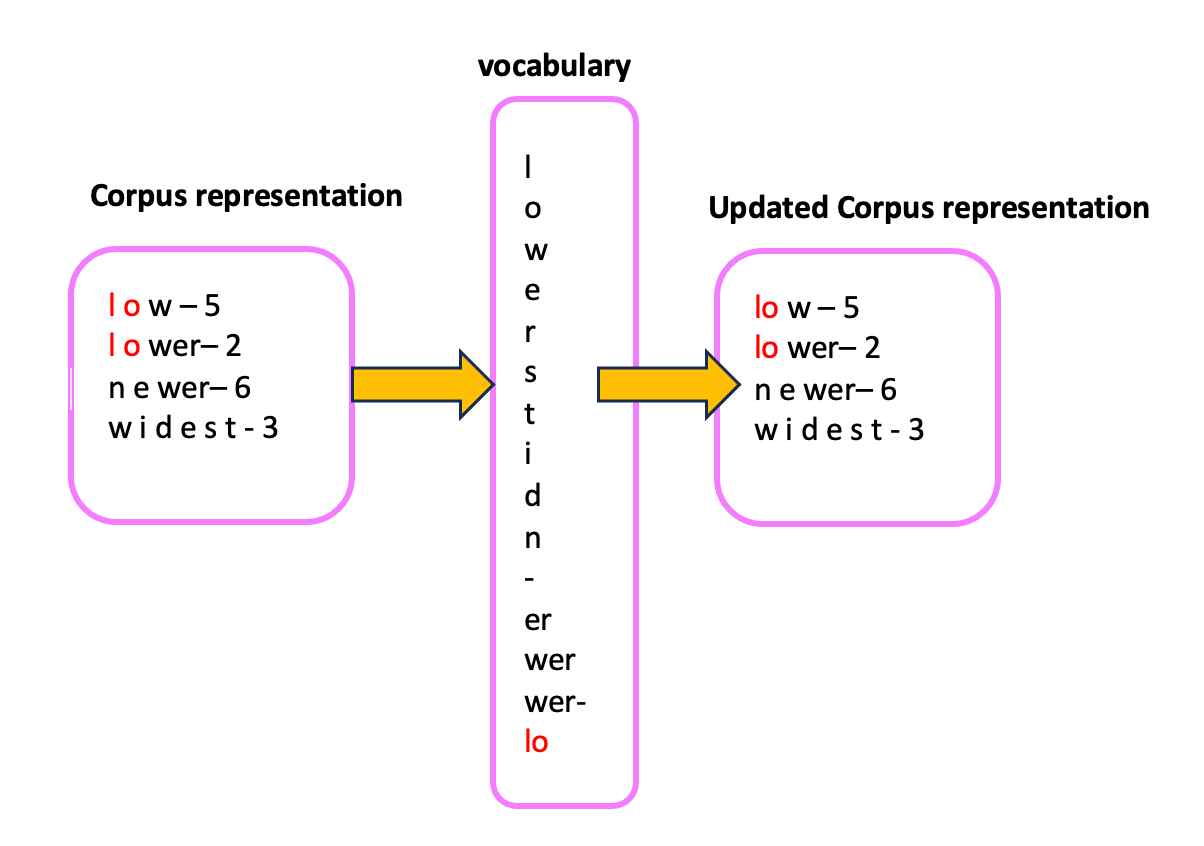 vocabulary
Corpus representation
l o w – 5
l o wer– 2
n e wer– 6
w i d e s t - 3
l
o
w
e
r
s
t
i
d
n
-
er
wer
wer-
lo
Updated Corpus representation
lo w – 5
lo wer– 2
n e wer– 6
w i d e s t - 3